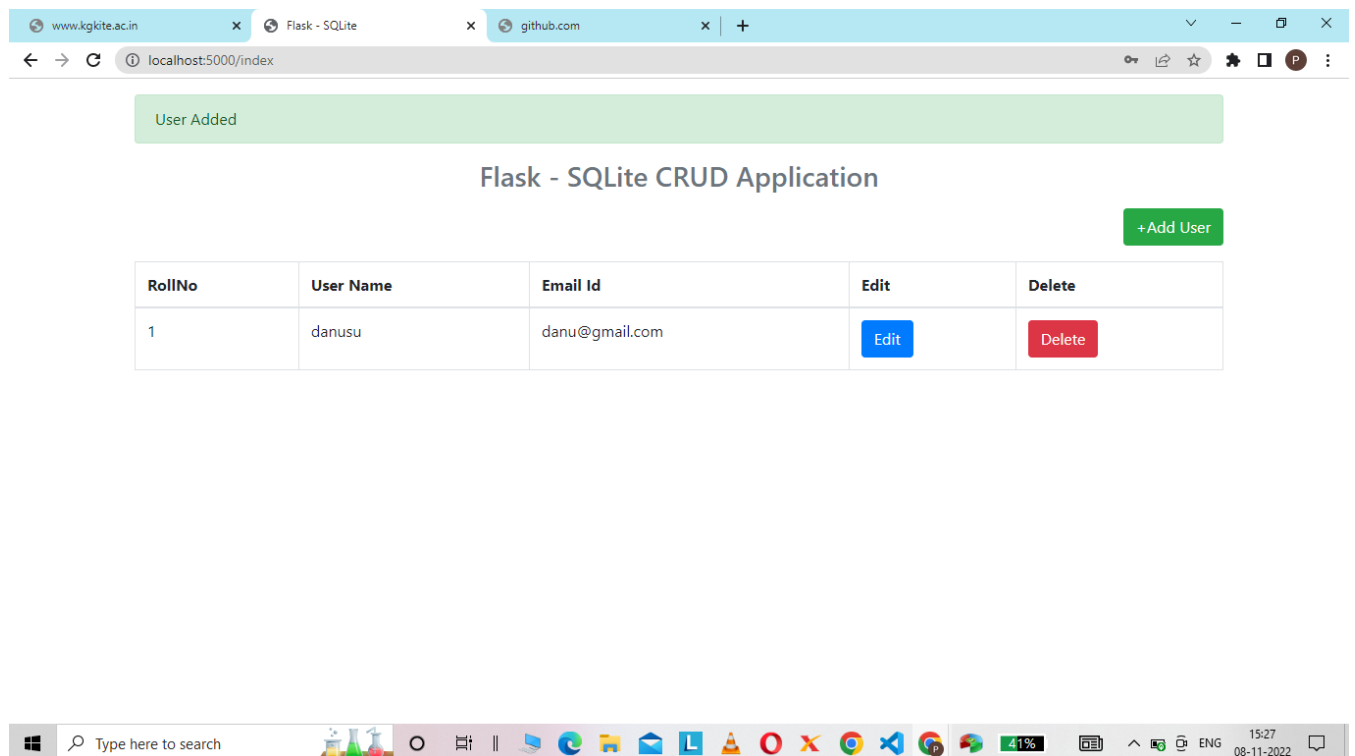 www.kgkite.ac.in Flask - SQLite github.com
localhost:5000/index P
User Added
Flask - SQLite CRUD Application
+Add User
RollNo User Name Email Id Edit Delete
1 danusu danu@gmail.com Edit Delete
Type here to search L P 41% ENG 15:27
08-11-2022